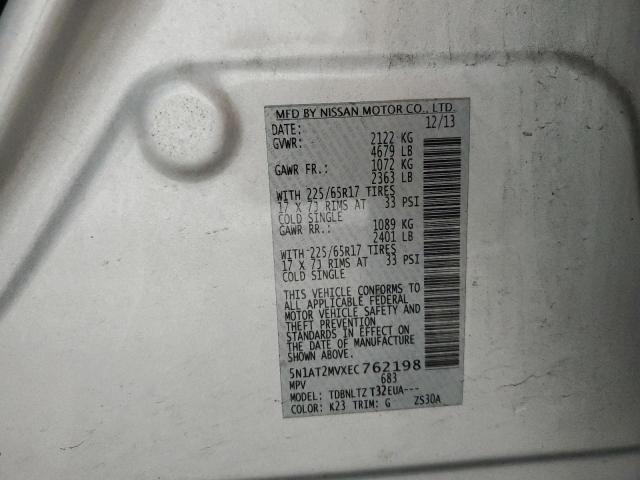 MFD BY NISSAN MOTOR CO., LTD.
DATE: 12/13
GVWR: 2122 KG
4679 LB
GAWR FR.: 1072 KG
2363 LB
WITH 225/65R17 TIRES
17 X 7J RIMS AT 33 PSI
COLD SINGLE
GAWR RR.: 1089 KG
2401 LB
WITH 225/65R17 TIRES
17 X 7J RIMS AT 33 PSI
COLD SINGLE
THIS VEHICLE CONFORMS TO
ALL APPLICABLE FEDERAL
MOTOR VEHICLE SAFETY AND
THEFT PREVENTION
STANDARDS IN EFFECT ON
THE DATE OF MANUFACTURE
SHOWN ABOVE.
5N1AT2MVXEC762198
MPV 683
MODEL: TDBNLTZ T32EUA---
COLOR: K23 TRIM: G ZS30A